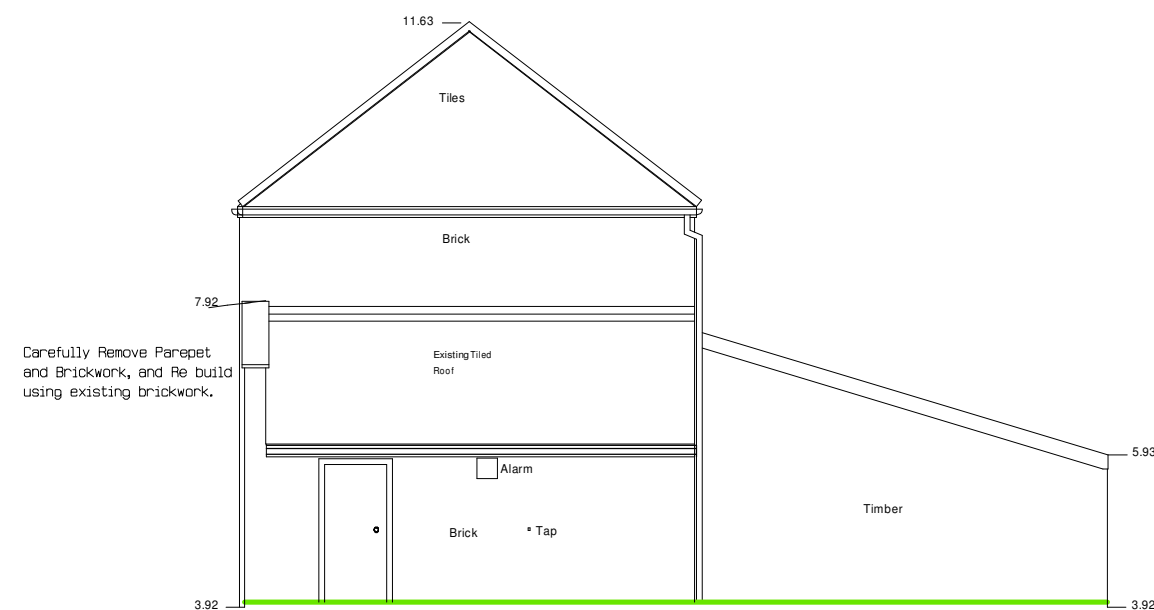 11.63
Tiles
Brick
7.92
Carefully Remove Parepet
and Brickwork, and Re build
using existing brickwork.
Existing Tiled
Roof
5.93
Alarm
Timber
Brick
Tap
3.92
3.92